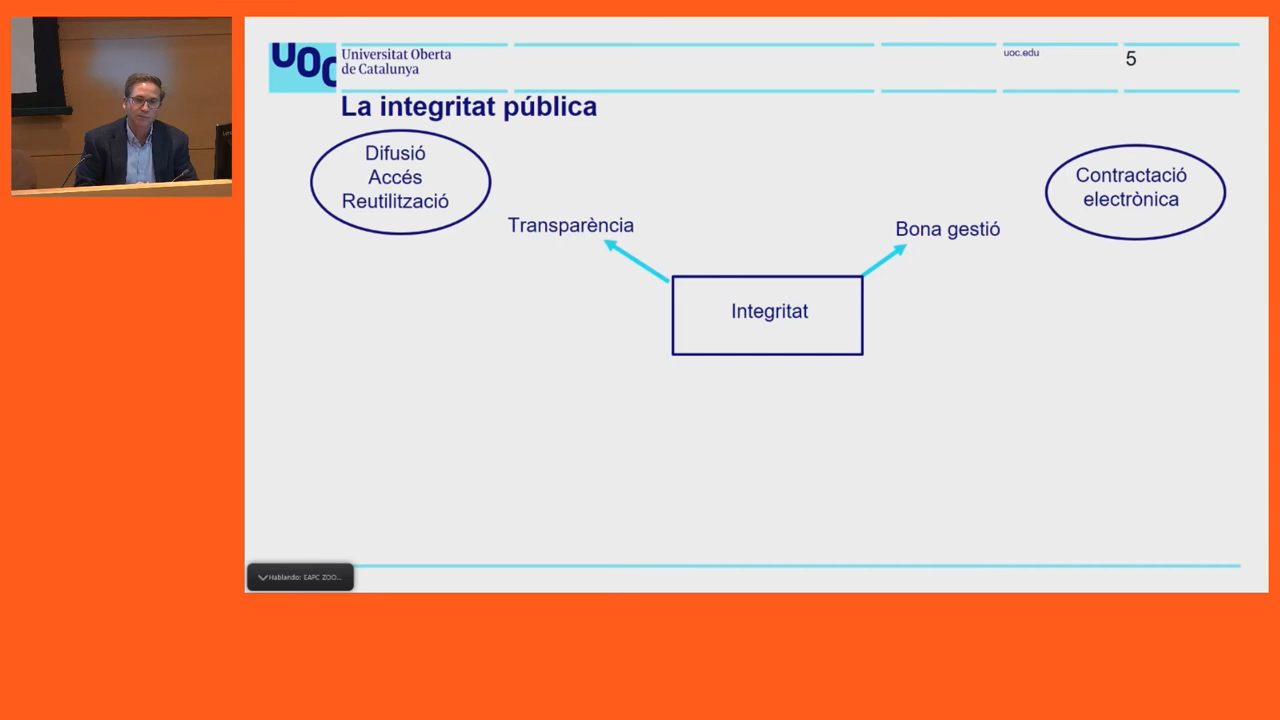 UOC
Universitat Oberta
de Catalunya
uoc.edu
5
La integritat pública
Difusió
Accés
Reutilització
Contractació
electrònica
Transparència
Bona gestió
Integritat
Hablando: EAPC ZOO...